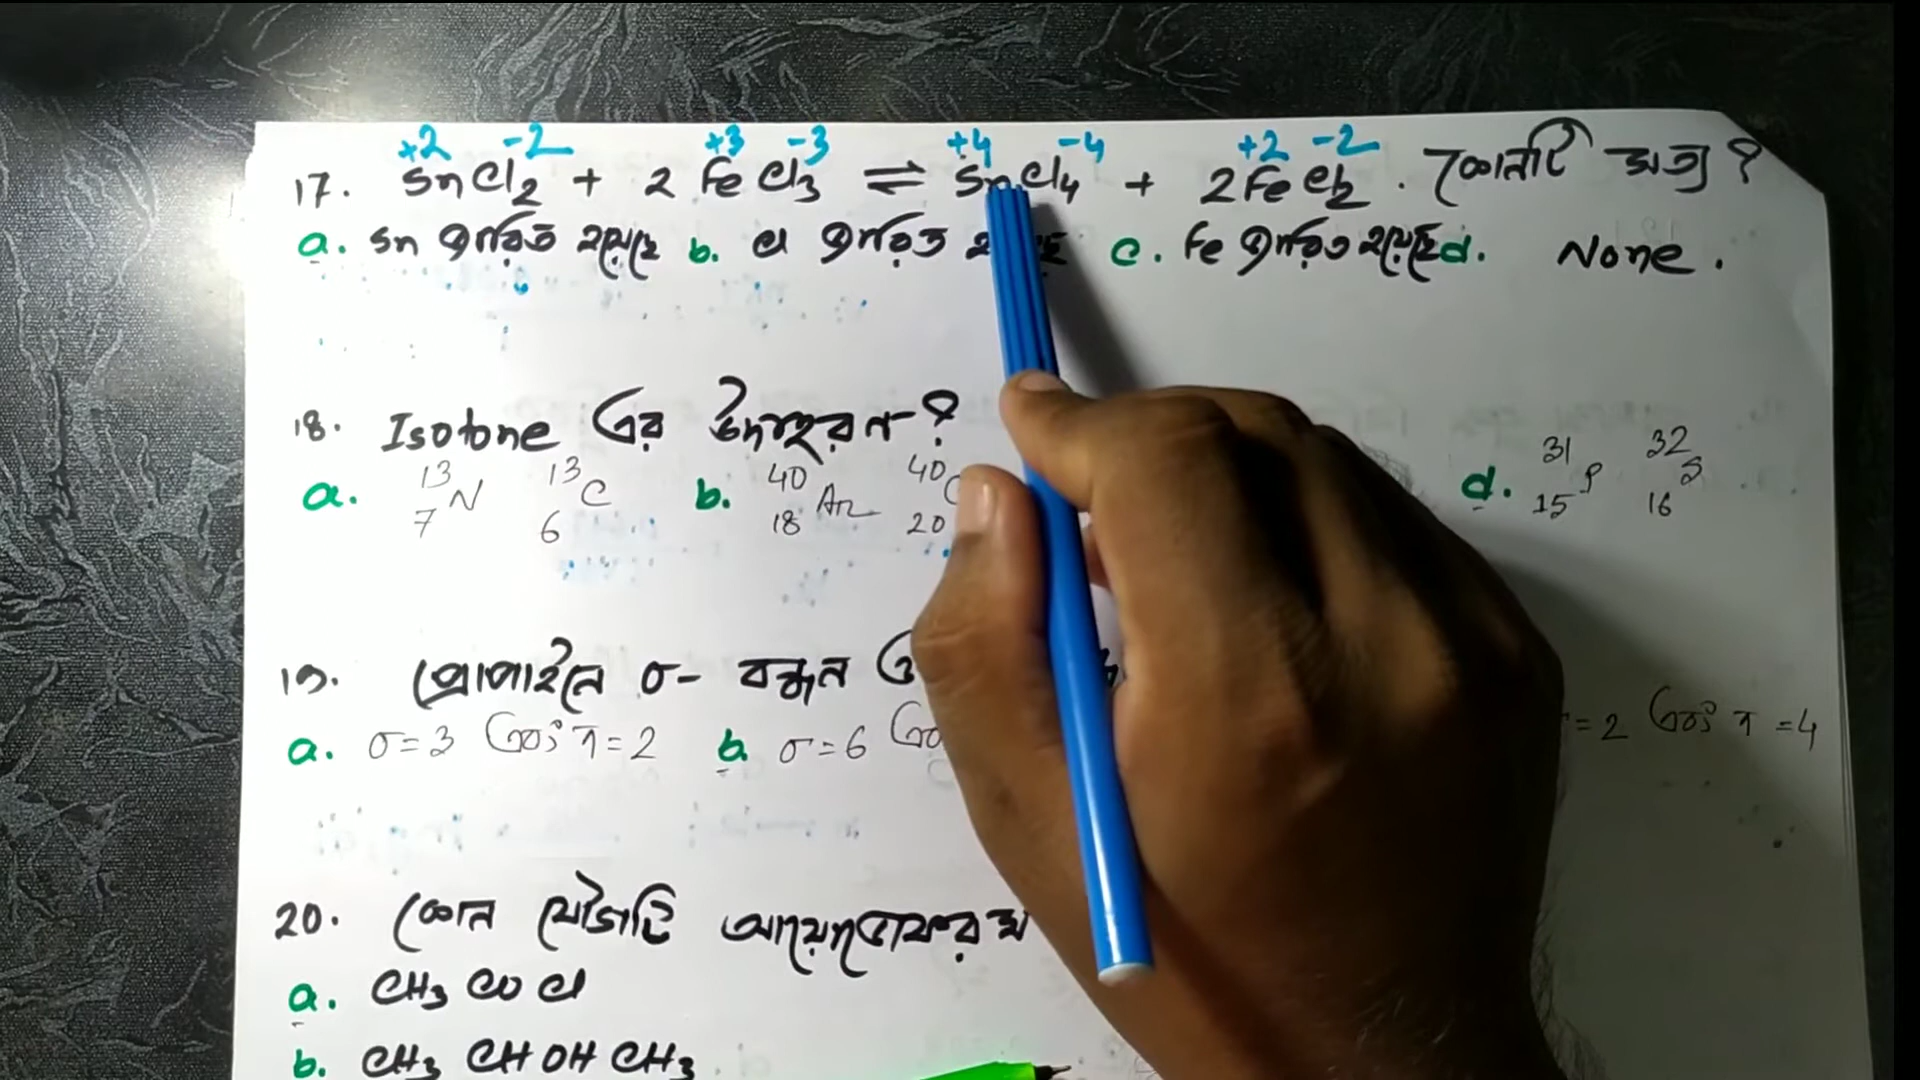 +2 -2 +3 -3 +4 -4 +2 -2
17. SnCl2 + 2 FeCl3 ⇌ SnCl4 + 2FeCl2 . কোনটি সত্য ?
a. Sn জারিত হয়েছে b. Cl জারিত c. Fe জারিত হয়েছে d. None .
18. Isotone এর উদাহরণ - ?
a. 13 7 N 13 6 C b. 40 18 Ar 40 20 d. 31 15 P 32 16 S
19. প্রোপাইনে σ- বন্ধন
a. σ=3 এবং π=2 b. σ=6 =2 এবং π =4
20. কোন যৌগটি আয়োডোফরম
a. CH3 CO Cl
b. CH3 CH OH CH3